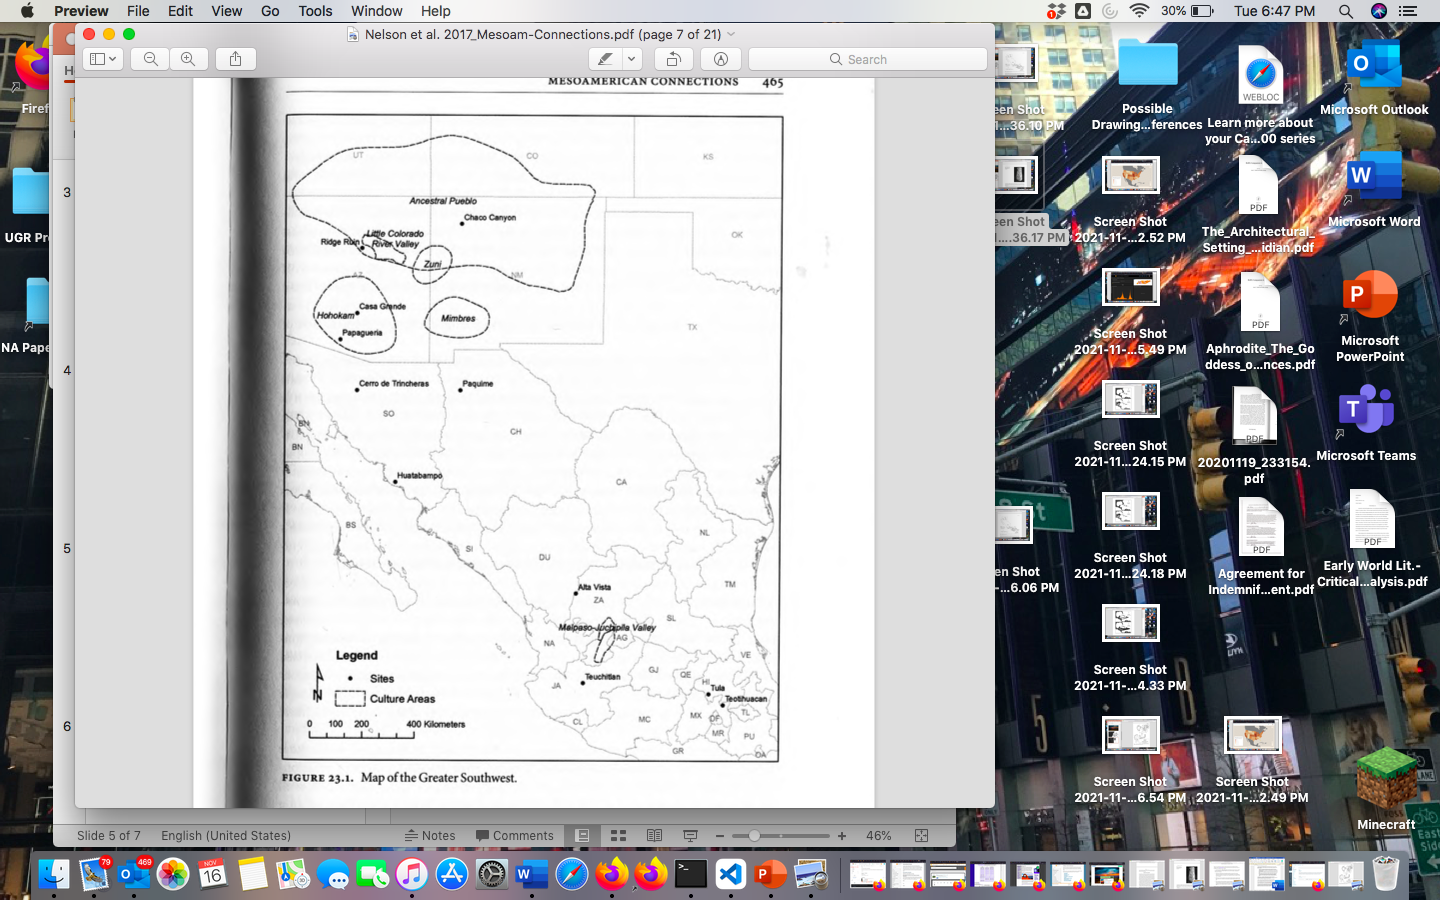 Preview File Edit View Go Tools Window Help
30% Tue 6:47 PM
Nelson et al. 2017_Mesoam-Connections.pdf (page 7 of 21)
Search
MESOAMERICAN CONNECTIONS 465
UT
CO
KS
Ancestral Pueblo
Chaco Canyon
Little Colorado
River Valley
Ridge Ruin
OK
Zuni
AZ
NM
Casa Grande
Hohokam
Mimbres
TX
Papagueria
Cerro de Trincheras
Paquime
SO
BN
CH
BN
Huatabampo
CA
BS
NL
SI
DU
Alta Vista
ZA
TM
SL
Malpaso-Juchipila Valley
AG
NA
VE
GJ
QE
HI
Teuchitlan
JA
Tula
Teotihuacan
CL
MC
MX
DF
TL
MR
PU
GR
OA
Legend
N
Sites
Culture Areas
0 100 200 400 Kilometers
FIGURE 23.1. Map of the Greater Southwest.
3
4
5
6
Slide 5 of 7 English (United States)
Notes Comments 46%
Firef
UGR Pr
NA Pape
een Shot
1-...36.10 PM
een Shot
1....36.17 PM
en Shot
-...6.06 PM
Possible
Drawing...ferences
WEBLOC
Learn more about
your Ca...00 series
Microsoft Outlook
Screen Shot
2021-11-...2.52 PM
PDF
The_Architectural_
Setting_...idian.pdf
Microsoft Word
Screen Shot
2021-11-...5.49 PM
PDF
Aphrodite_The_Go
ddess_o...nces.pdf
Microsoft
PowerPoint
Screen Shot
2021-11...24.15 PM
PDF
20201119_233154.
pdf
Microsoft Teams
Screen Shot
2021-11...24.18 PM
PDF
Agreement for
Indemnif...ent.pdf
PDF
Early World Lit.-
Critical...alysis.pdf
Screen Shot
2021-11-...4.33 PM
Screen Shot
2021-11-...6.54 PM
Screen Shot
2021-11-...2.49 PM
Minecraft
79
469
NOV
16